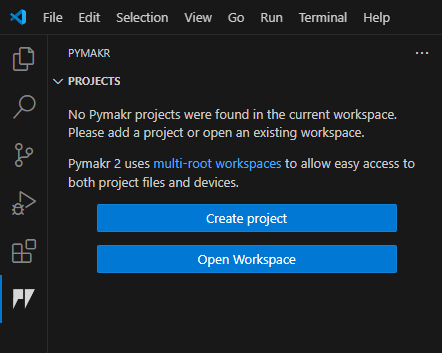 File Edit Selection View Go Run Terminal Help
PYMAKR ...
PROJECTS
No Pymakr projects were found in the current workspace.
Please add a project or open an existing workspace.
Pymakr 2 uses multi-root workspaces to allow easy access to
both project files and devices.
Create project
Open Workspace